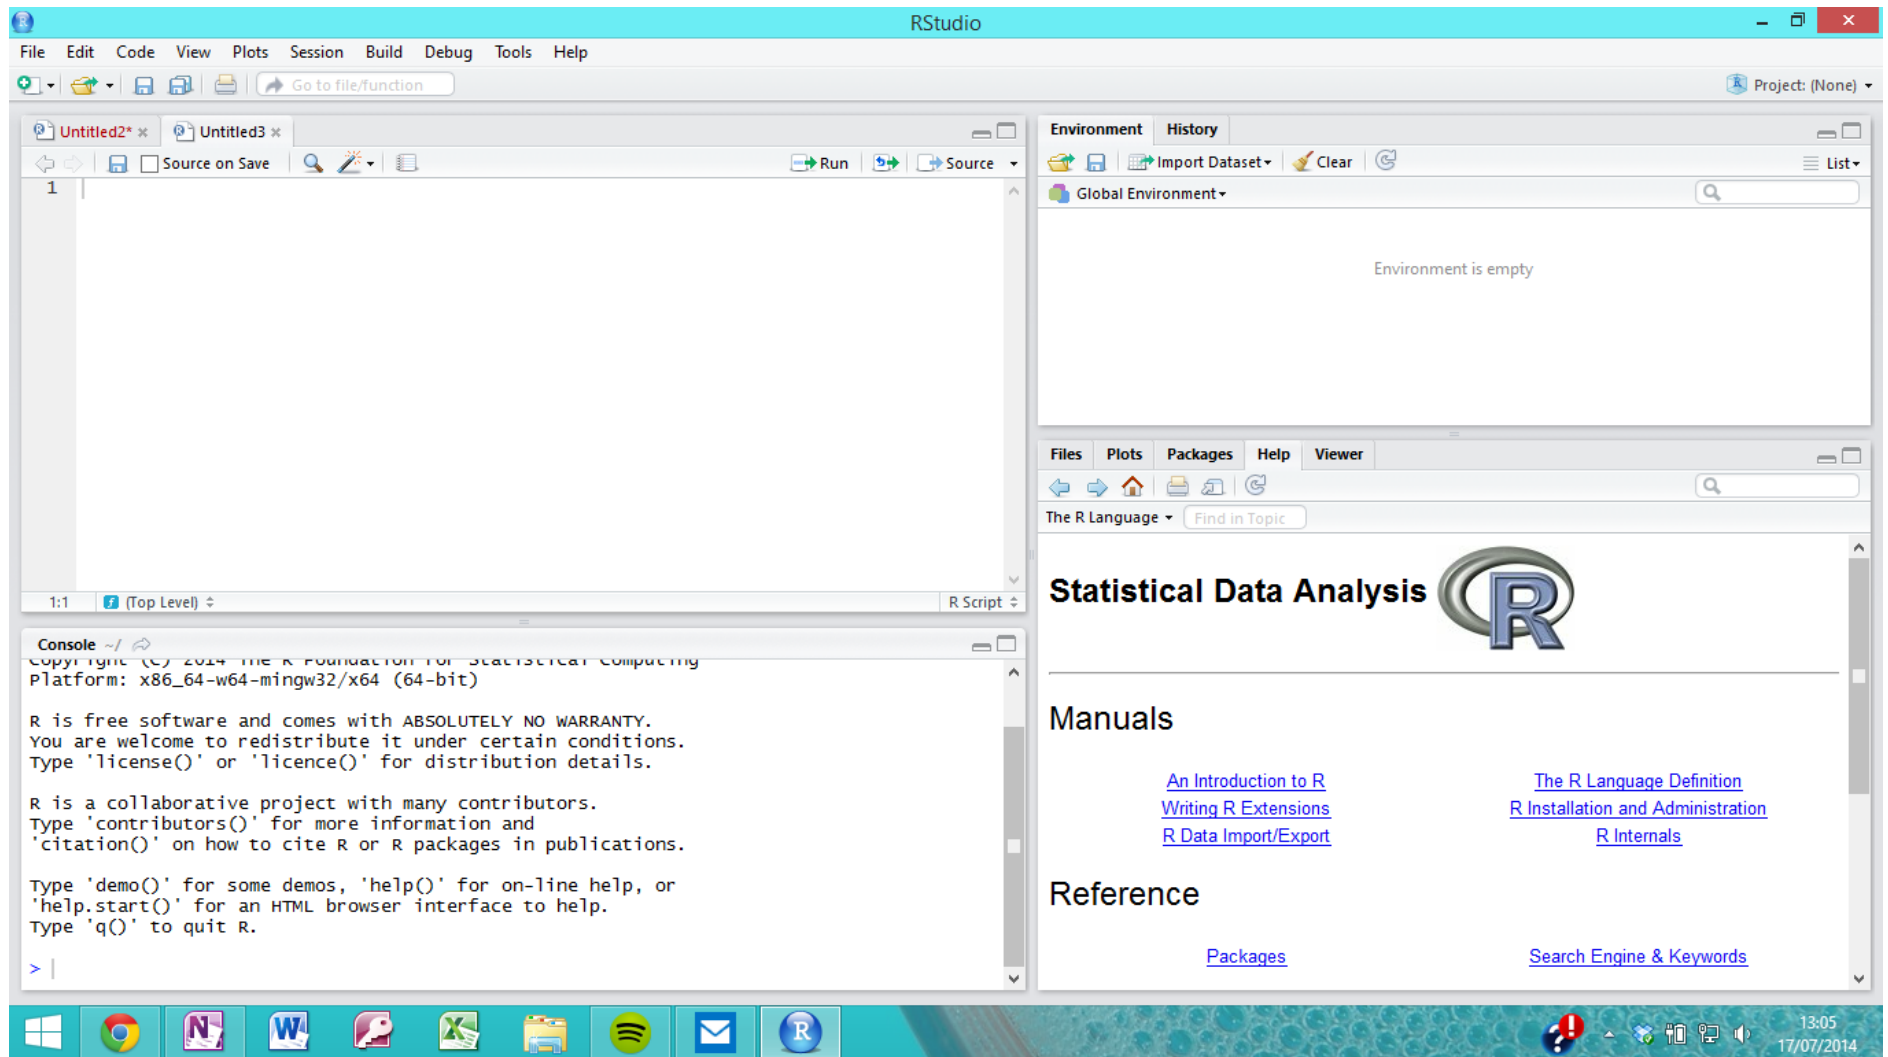 RStudio
File Edit Code View Plots Session Build Debug Tools Help
Go to file/function
Project: (None)
Untitled2* Untitled3
Source on Save Run Source
1
1:1 (Top Level) R Script
Console ~/
Copyright (C) 2014 The R Foundation for Statistical Computing
Platform: x86_64-w64-mingw32/x64 (64-bit)
R is free software and comes with ABSOLUTELY NO WARRANTY.
You are welcome to redistribute it under certain conditions.
Type 'license()' or 'licence()' for distribution details.
R is a collaborative project with many contributors.
Type 'contributors()' for more information and
'citation()' on how to cite R or R packages in publications.
Type 'demo()' for some demos, 'help()' for on-line help, or
'help.start()' for an HTML browser interface to help.
Type 'q()' to quit R.
>
Environment History
Import Dataset Clear List
Global Environment
Environment is empty
Files Plots Packages Help Viewer
The R Language Find in Topic
Statistical Data Analysis R
Manuals
An Introduction to R The R Language Definition
Writing R Extensions R Installation and Administration
R Data Import/Export R Internals
Reference
Packages Search Engine & Keywords
13:05
17/07/2014